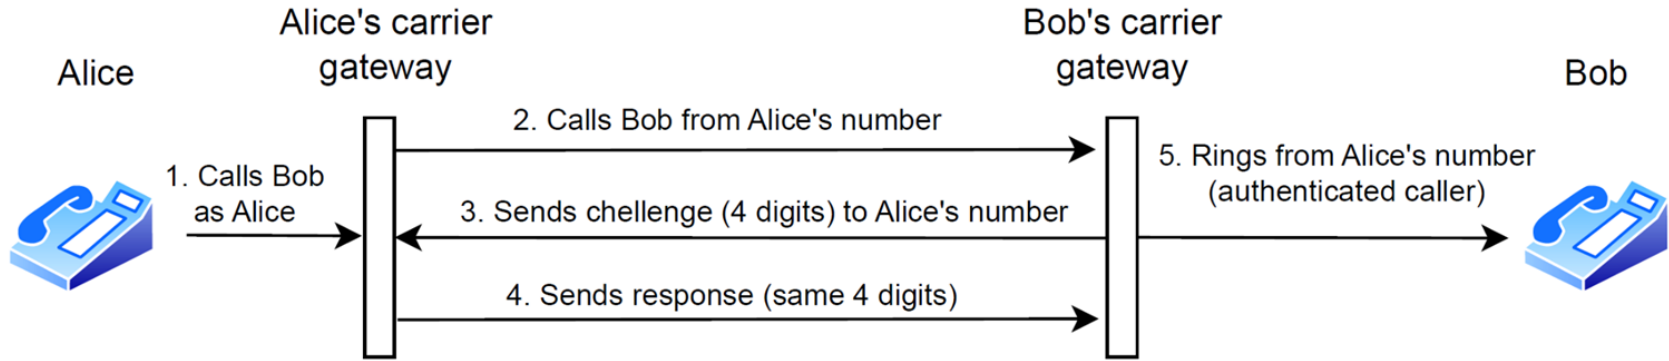 Alice
Alice's carrier
gateway
Bob's carrier
gateway
Bob
1. Calls Bob
as Alice
2. Calls Bob from Alice's number
3. Sends chellenge (4 digits) to Alice's number
4. Sends response (same 4 digits)
5. Rings from Alice's number
(authenticated caller)